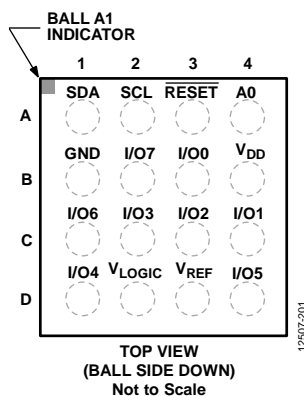 BALL A1
INDICATOR
1 2 3 4
A
SDA SCL RESET A0
B
GND I/O7 I/O0 VDD
C
I/O6 I/O3 I/O2 I/O1
D
I/O4 VLOGIC VREF I/O5
12507-201
TOP VIEW
(BALL SIDE DOWN)
Not to Scale